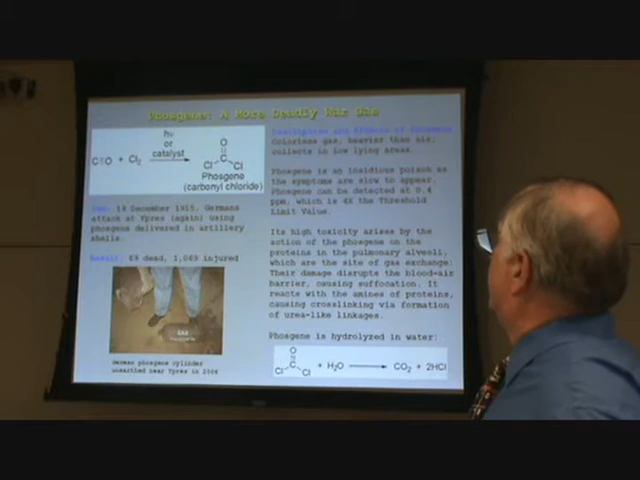 Phosgene: A More Deadly War Gas
hν
or
catalyst
C≡O + Cl2
O
C
Cl Cl
Phosgene
(carbonyl chloride)
Use: 19 December 1915, Germans
attack at Ypres (again) using
phosgene delivered in artillery
shells.
Result: 69 dead, 1,069 injured
German phosgene cylinder
unearthed near Ypres in 2006
Description and Effects of Phosgene
Colorless gas, heavier than air,
collects in low lying areas.
Phosgene is an insidious poison as
the symptoms are slow to appear.
Phosgene can be detected at 0.4
ppm, which is 4X the Threshold
Limit Value.
Its high toxicity arises by the
action of the phosgene on the
proteins in the pulmonary alveoli,
which are the site of gas exchange:
Their damage disrupts the blood-air
barrier, causing suffocation. It
reacts with the amines of proteins,
causing crosslinking via formation
of urea-like linkages.
Phosgene is hydrolyzed in water:
O
C
Cl Cl
+ H2O
CO2 + 2HCl